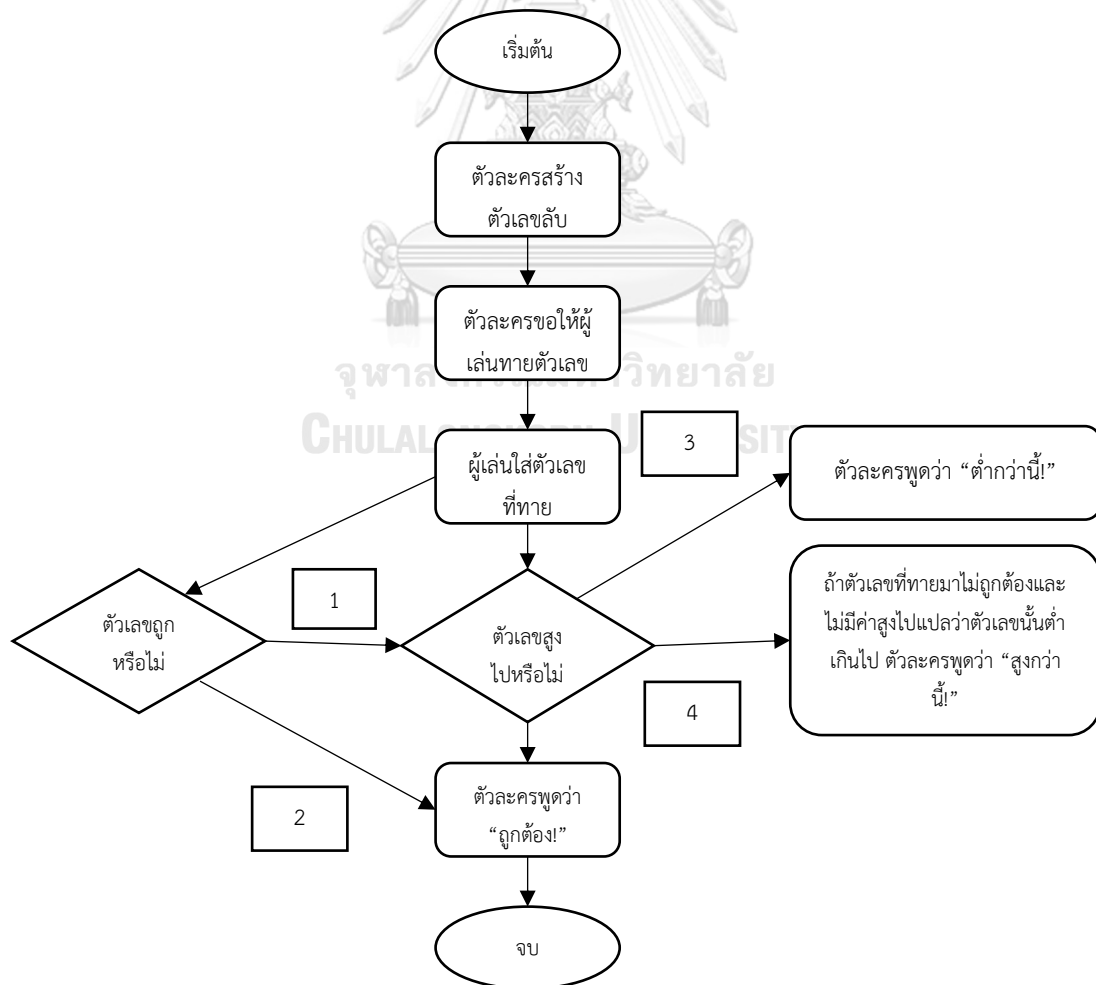 เริ่มต้น
ตัวละครสร้าง
ตัวเลขลับ
ตัวละครขอให้ผู้
เล่นทายตัวเลข
ผู้เล่นใส่ตัวเลข
ที่ทาย
3
ตัวละครพูดว่า “ต่ำกว่านี้!”
ตัวเลขถูก
หรือไม่
1
ตัวเลขสูง
ไปหรือไม่
ถ้าตัวเลขที่ทายมาไม่ถูกต้องและ
ไม่มีค่าสูงไปแปลว่าตัวเลขนั้นต่ำ
เกินไป ตัวละครพูดว่า “สูงกว่า
นี้!”
4
2
ตัวละครพูดว่า
“ถูกต้อง!”
จบ